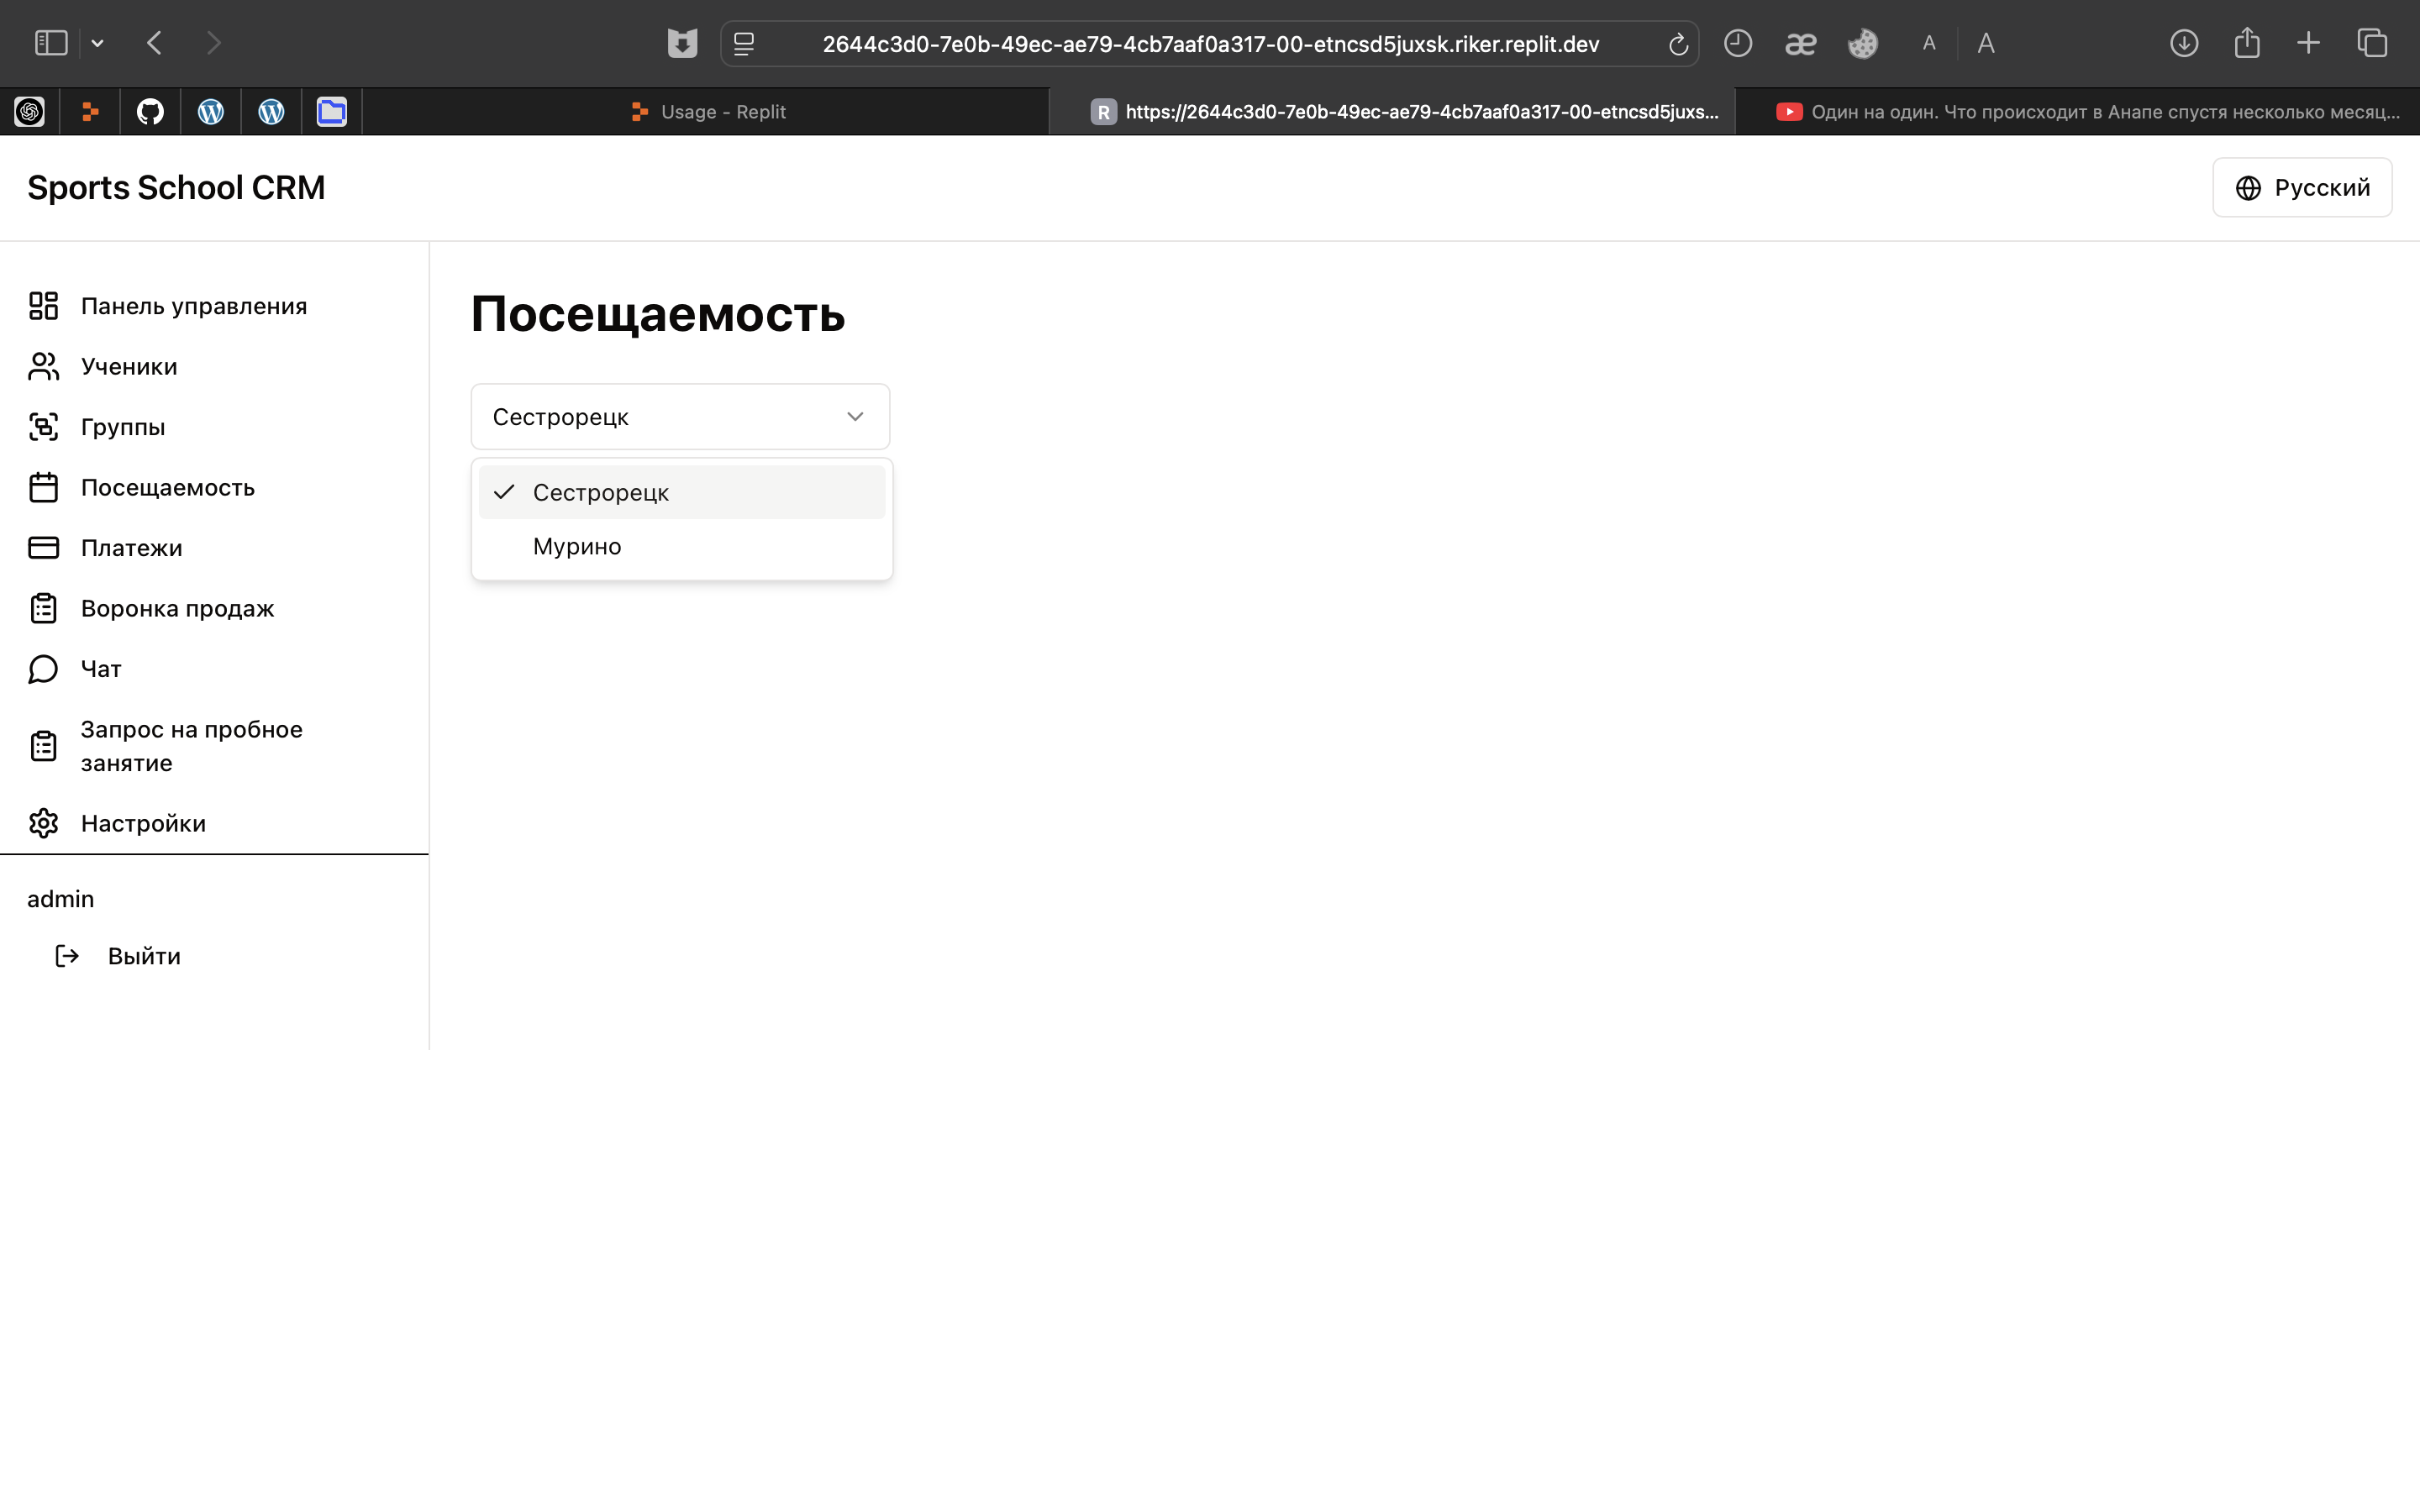 2644c3d0-7e0b-49ec-ae79-4cb7aaf0a317-00-etncsd5juxsk.riker.replit.dev
A A
Usage - Replit
R https://2644c3d0-7e0b-49ec-ae79-4cb7aaf0a317-00-etncsd5juxs...
Один на один. Что происходит в Анапе спустя несколько месяц...
Sports School CRM
Русский
Панель управления
Ученики
Группы
Посещаемость
Платежи
Воронка продаж
Чат
Запрос на пробное
занятие
Настройки
admin
Выйти
Посещаемость
Сестрорецк
Сестрорецк
Мурино